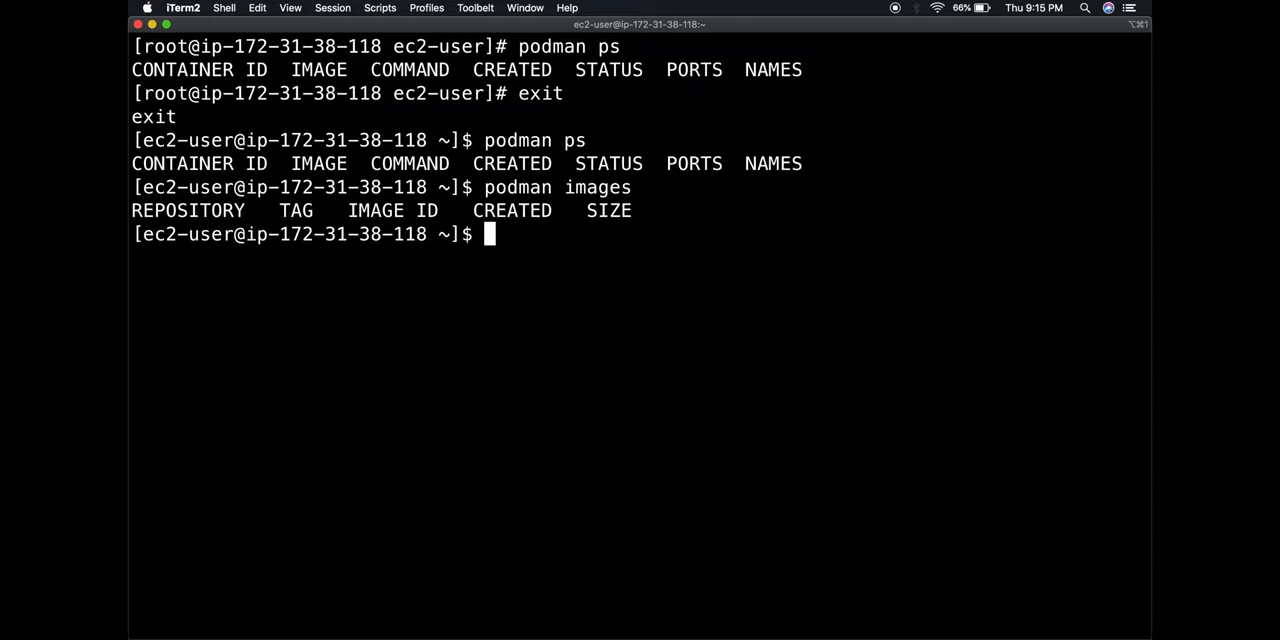 iTerm2 Shell Edit View Session Scripts Profiles Toolbelt Window Help 66% Thu 9:15 PM
ec2-user@ip-172-31-38-118:~ ⌥⌘1
[root@ip-172-31-38-118 ec2-user]# podman ps
CONTAINER ID  IMAGE  COMMAND  CREATED  STATUS  PORTS  NAMES
[root@ip-172-31-38-118 ec2-user]# exit
exit
[ec2-user@ip-172-31-38-118 ~]$ podman ps
CONTAINER ID  IMAGE  COMMAND  CREATED  STATUS  PORTS  NAMES
[ec2-user@ip-172-31-38-118 ~]$ podman images
REPOSITORY   TAG   IMAGE ID   CREATED   SIZE
[ec2-user@ip-172-31-38-118 ~]$